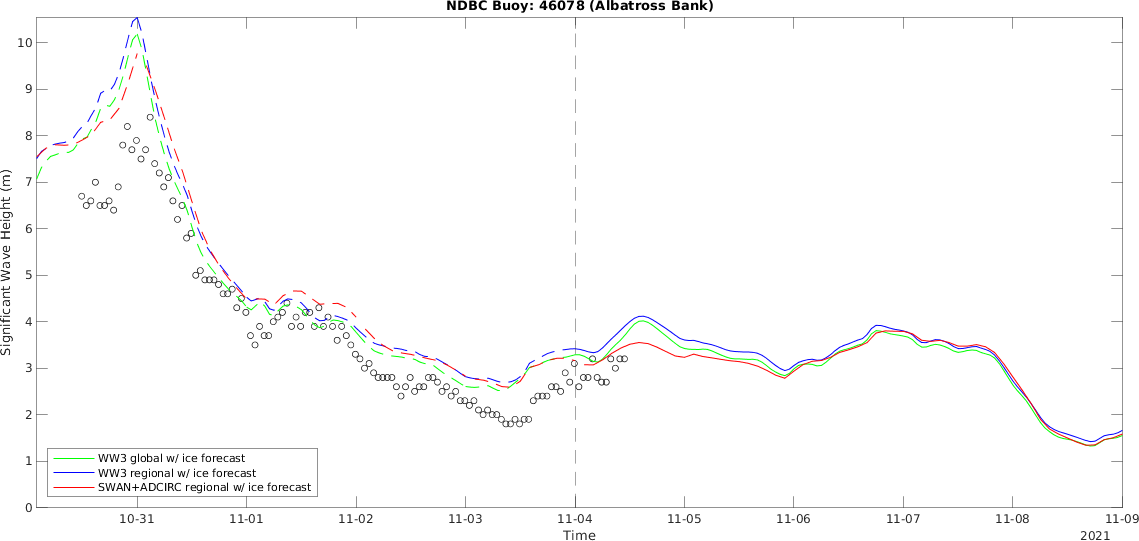 NDBC Buoy: 46078 (Albatross Bank)
Significant Wave Height (m)
10
9
8
7
6
5
4
3
2
1
0
WW3 global w/ ice forecast
WW3 regional w/ ice forecast
SWAN+ADCIRC regional w/ ice forecast
10-31 11-01 11-02 11-03 11-04 11-05 11-06 11-07 11-08 11-09
Time
2021